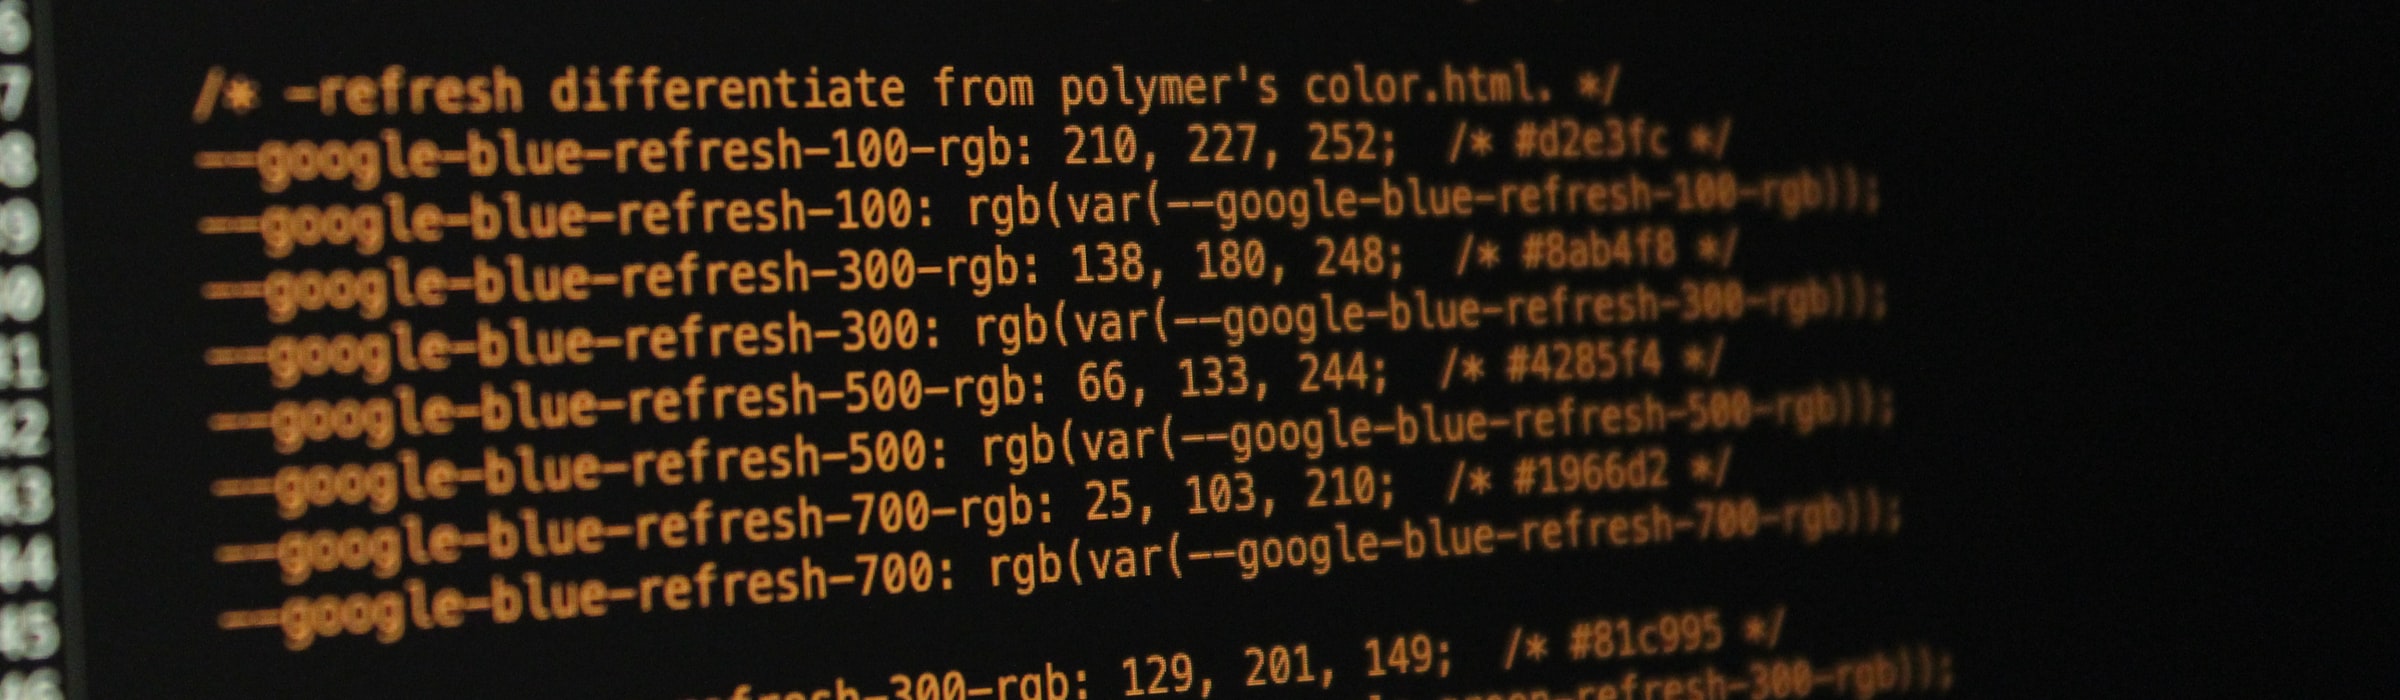 6
7 /* -refresh differentiate from polymer's color.html. */
8 --google-blue-refresh-100-rgb: 210, 227, 252; /* #d2e3fc */
9 --google-blue-refresh-100: rgb(var(--google-blue-refresh-100-rgb));
10 --google-blue-refresh-300-rgb: 138, 180, 248; /* #8ab4f8 */
11 --google-blue-refresh-300: rgb(var(--google-blue-refresh-300-rgb));
12 --google-blue-refresh-500-rgb: 66, 133, 244; /* #4285f4 */
13 --google-blue-refresh-500: rgb(var(--google-blue-refresh-500-rgb));
14 --google-blue-refresh-700-rgb: 25, 103, 210; /* #1966d2 */
15 --google-blue-refresh-700: rgb(var(--google-blue-refresh-700-rgb));
16
refresh-300-rgb: 129, 201, 149; /* #81c995 */
green-refresh-300-rgb));